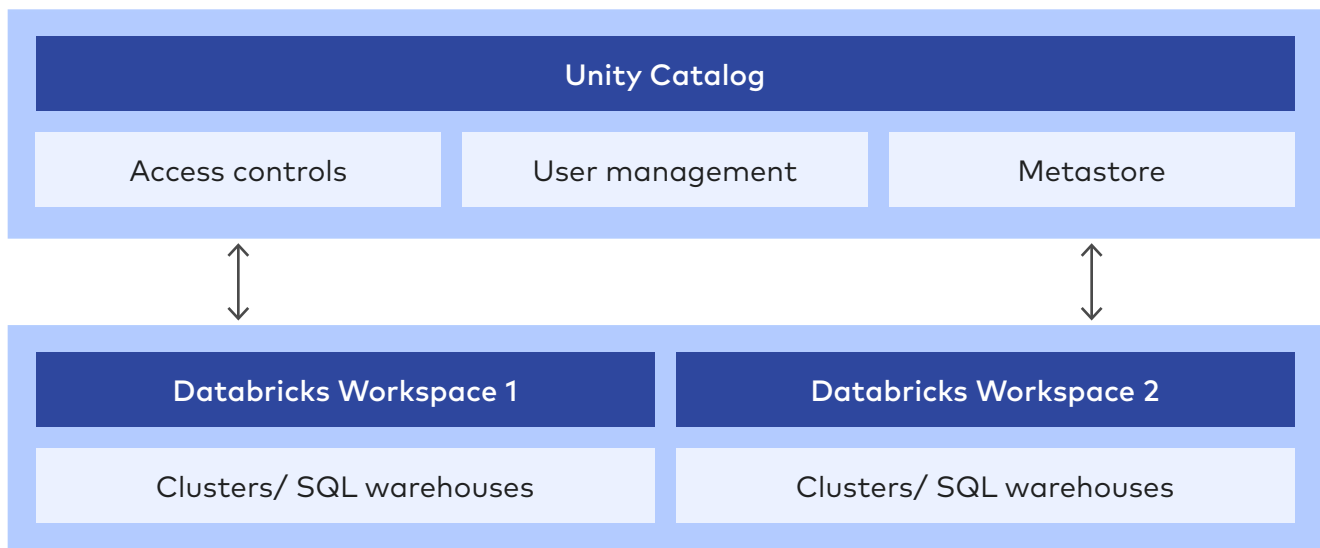 Unity Catalog
Access controls
User management
Metastore
Databricks Workspace 1
Databricks Workspace 2
Clusters/ SQL warehouses
Clusters/ SQL warehouses